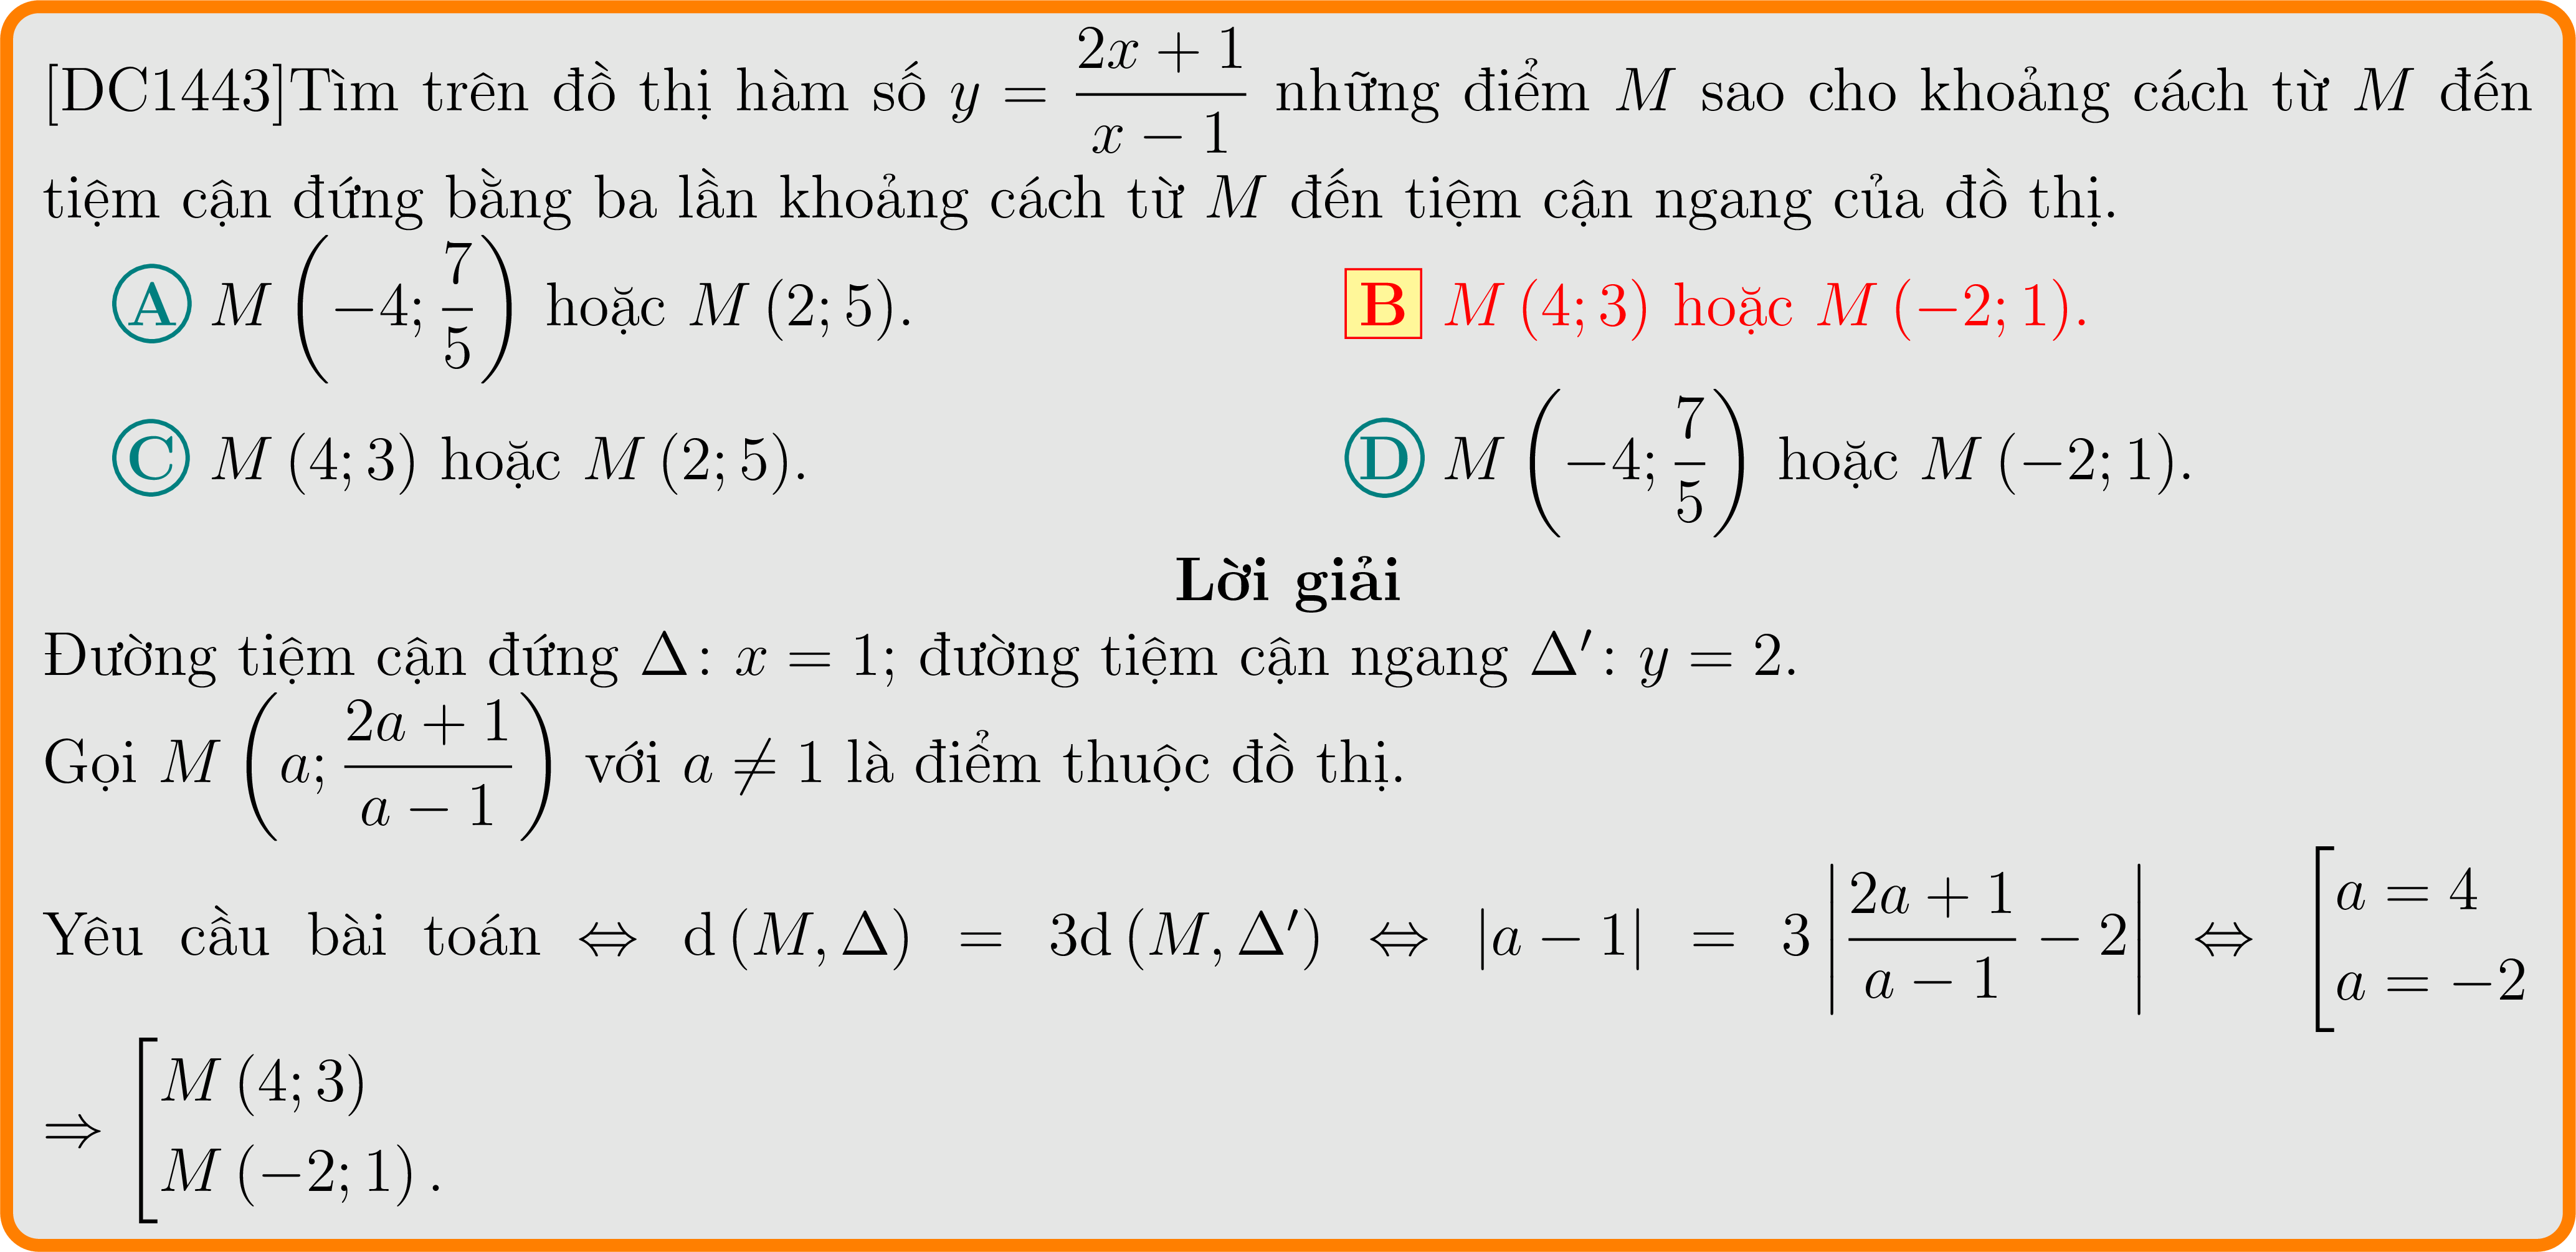 [DC1443]Tìm trên đồ thị hàm số $y = \dfrac{2x+1}{x-1}$ những điểm $M$ sao cho khoảng cách từ $M$ đến
tiệm cận đứng bằng ba lần khoảng cách từ $M$ đến tiệm cận ngang của đồ thị.
A $M\left(-4; \dfrac{7}{5}\right)$ hoặc $M(2; 5)$. B $M(4; 3)$ hoặc $M(-2; 1)$.
C $M(4; 3)$ hoặc $M(2; 5)$. D $M\left(-4; \dfrac{7}{5}\right)$ hoặc $M(-2; 1)$.
Lời giải
Đường tiệm cận đứng $\Delta: x = 1$; đường tiệm cận ngang $\Delta': y = 2$.
Gọi $M\left(a; \dfrac{2a+1}{a-1}\right)$ với $a \neq 1$ là điểm thuộc đồ thị.
Yêu cầu bài toán $\Leftrightarrow \mathrm{d}(M, \Delta) = 3\mathrm{d}(M, \Delta') \Leftrightarrow |a-1| = 3\left|\dfrac{2a+1}{a-1} - 2\right| \Leftrightarrow \left[\begin{array}{l} a = 4 \\ a = -2 \end{array}\right.$
$\Rightarrow \left[\begin{array}{l} M(4; 3) \\ M(-2; 1). \end{array}\right.$